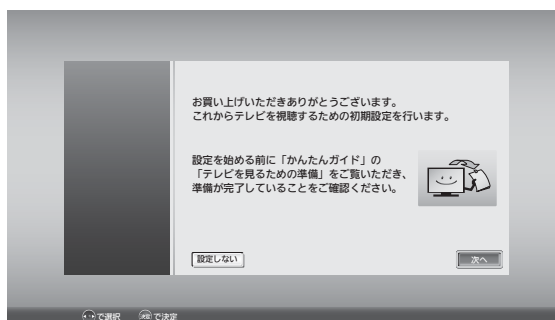 お買い上げいただきありがとうございます。
これからテレビを視聴するための初期設定を行います。
設定を始める前に「かんたんガイド」の
「テレビを見るための準備」をご覧いただき、
準備が完了していることをご確認ください。
設定しない
次へ
で選択 決定 で決定